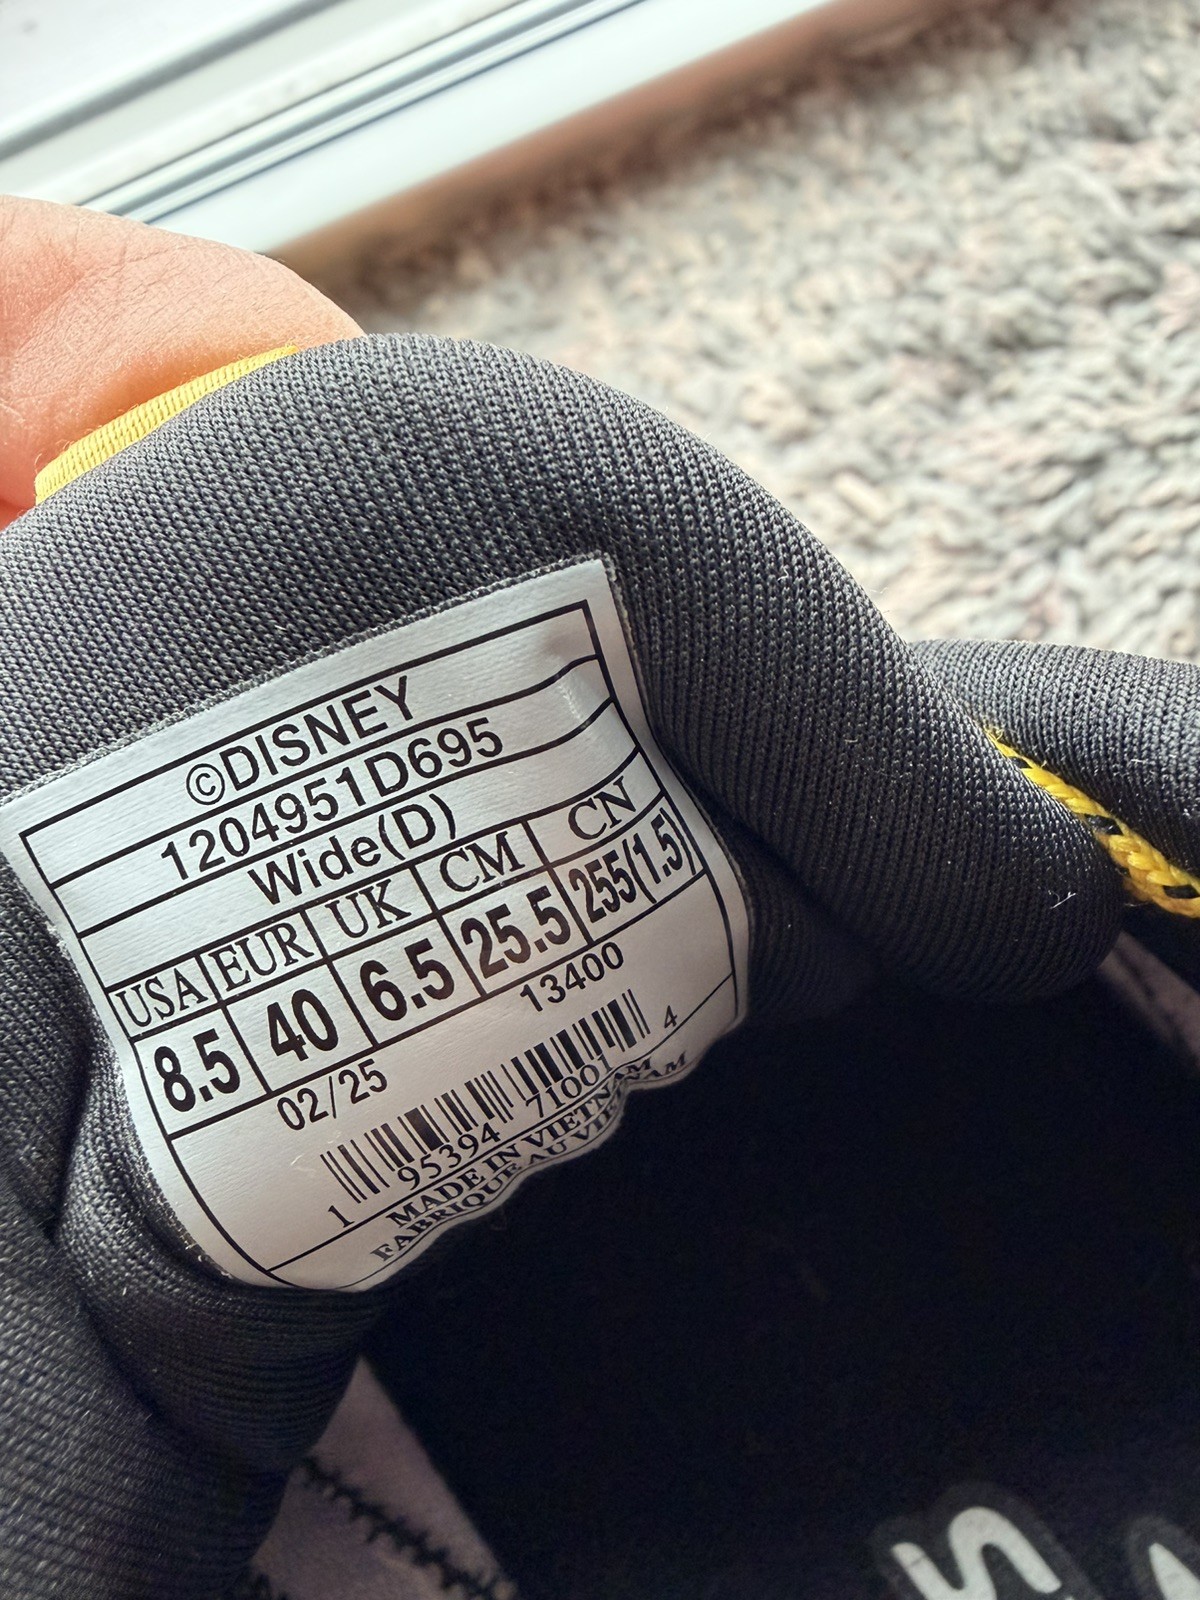 ©DISNEY
1204951D695
Wide(D)
USA EUR UK CM CN
8.5 40 6.5 25.5 255(1.5)
02/25 13400
1 95394 71001 4
MADE IN VIETNAM
FABRIQUE AU VIETNAM